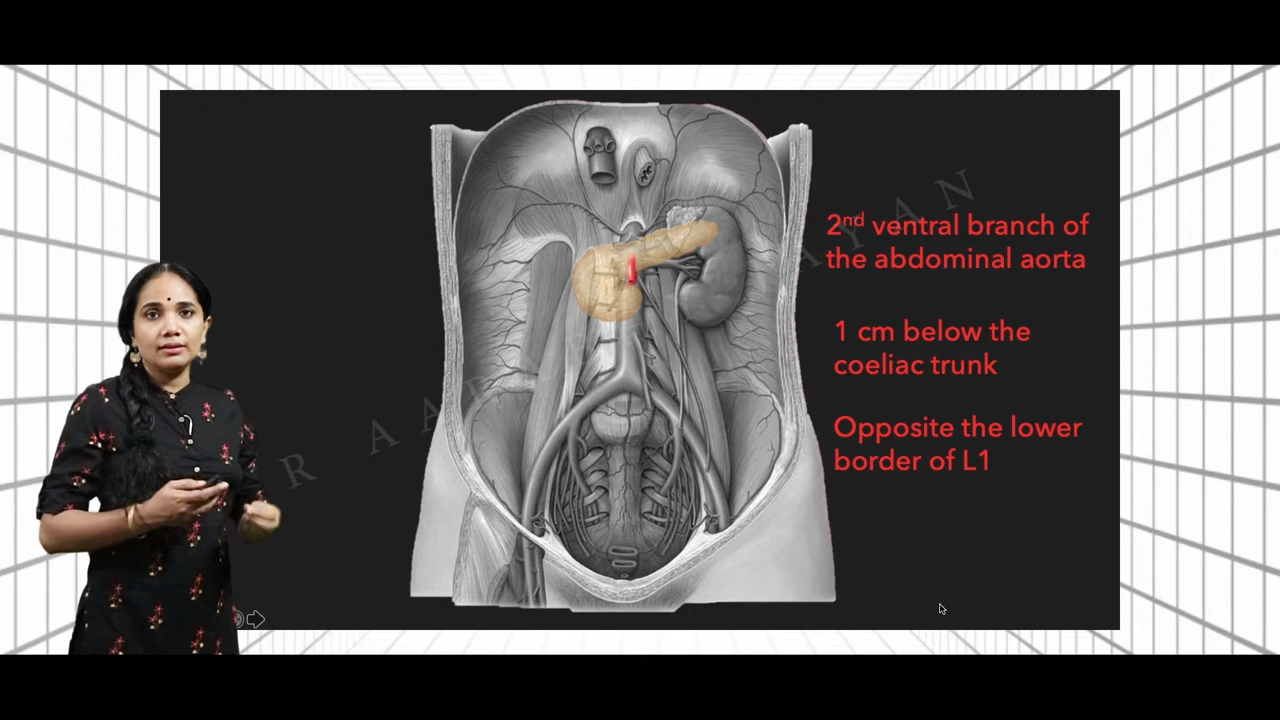 2nd ventral branch of
the abdominal aorta
1 cm below the
coeliac trunk
Opposite the lower
border of L1